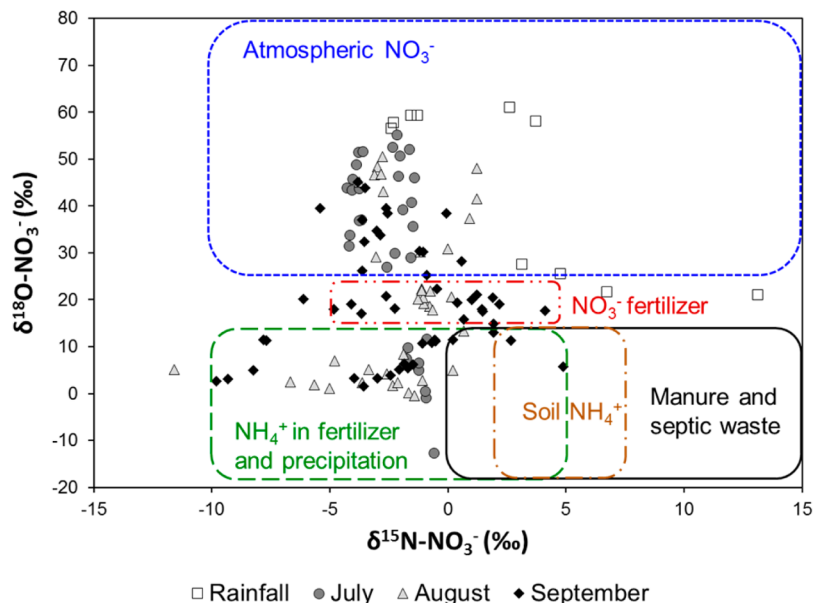 80
70
60
50
40
30
20
10
0
-10
-20
δ¹⁸O-NO₃⁻ (‰)
Atmospheric NO₃⁻
NO₃⁻ fertilizer
NH₄⁺ in fertilizer
and precipitation
Soil NH₄⁺
Manure and
septic waste
-15 -10 -5 0 5 10 15
δ¹⁵N-NO₃⁻ (‰)
Rainfall July August September